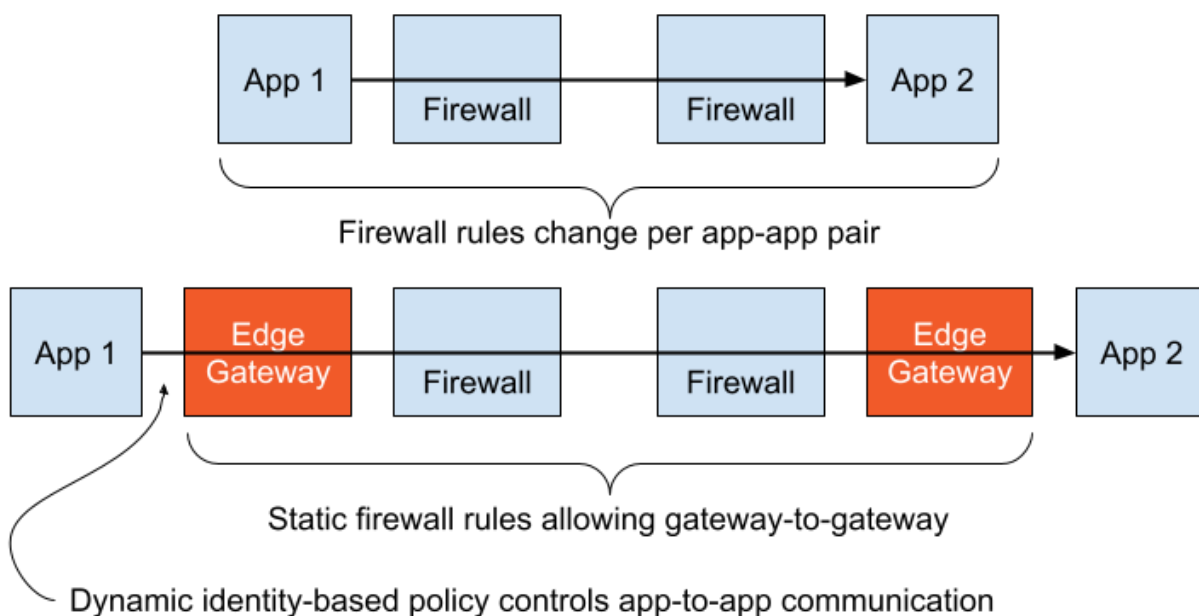 App 1
Firewall
Firewall
App 2
Firewall rules change per app-app pair
App 1
Edge
Gateway
Firewall
Firewall
Edge
Gateway
App 2
Static firewall rules allowing gateway-to-gateway
Dynamic identity-based policy controls app-to-app communication